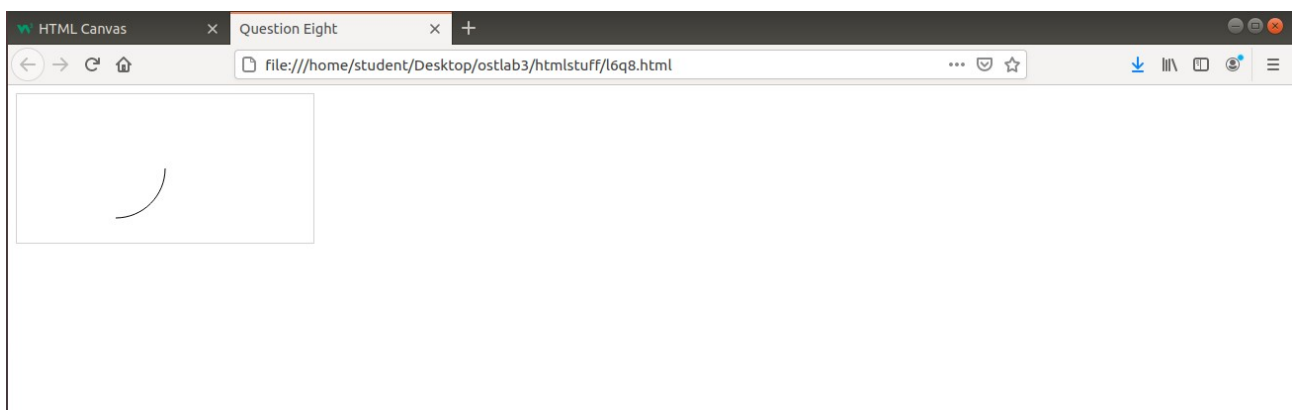 HTML Canvas
Question Eight
file:///home/student/Desktop/ostlab3/htmlstuff/l6q8.html